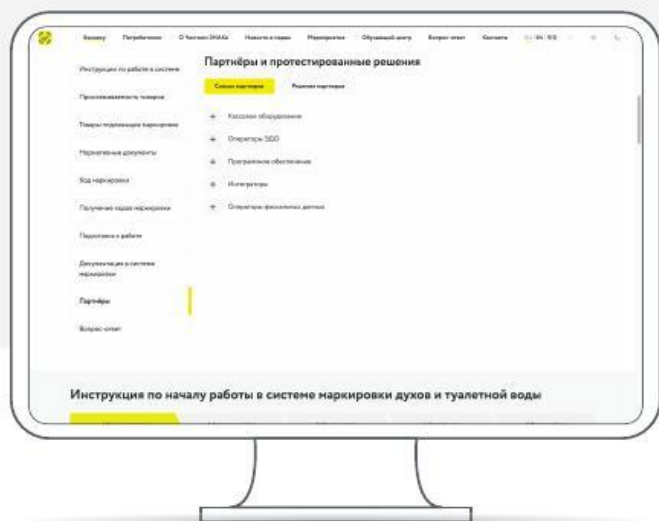 Бизнесу Потребителям О Честном ЗНАКе Новости и медиа Мероприятия Обучающий центр Вопрос-ответ Контакты
Инструкции по работе в системе
Прослеживаемость товаров
Товары подлежащие маркировке
Нормативные документы
Код маркировки
Получение кодов маркировки
Подготовка к работе
Документация в системе
маркировки
Партнёры
Вопрос-ответ
Партнёры и протестированные решения
Список партнеров Решения партнеров
+ Кассовое оборудование
+ Операторы ЭДО
+ Программное обеспечение
+ Интеграторы
+ Операторы фискальных данных
Инструкция по началу работы в системе маркировки духов и туалетной воды